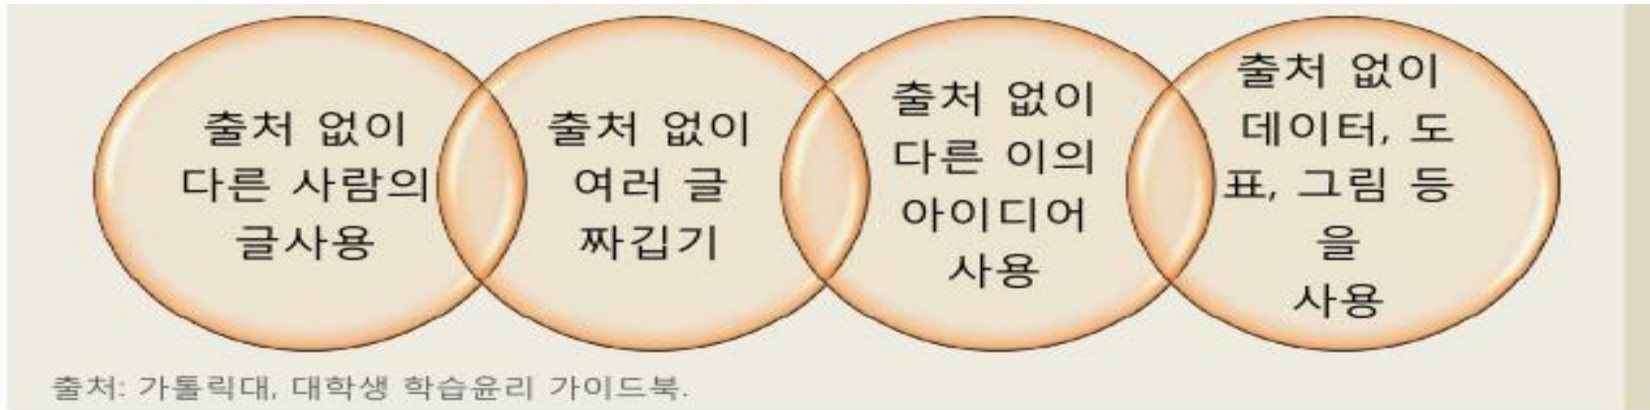 출처 없이
다른 사람의
글사용
출처 없이
여러 글
짜깁기
출처 없이
다른 이의
아이디어
사용
출처 없이
데이터, 도
표, 그림 등
을
사용
출처: 가톨릭대, 대학생 학습윤리 가이드북.